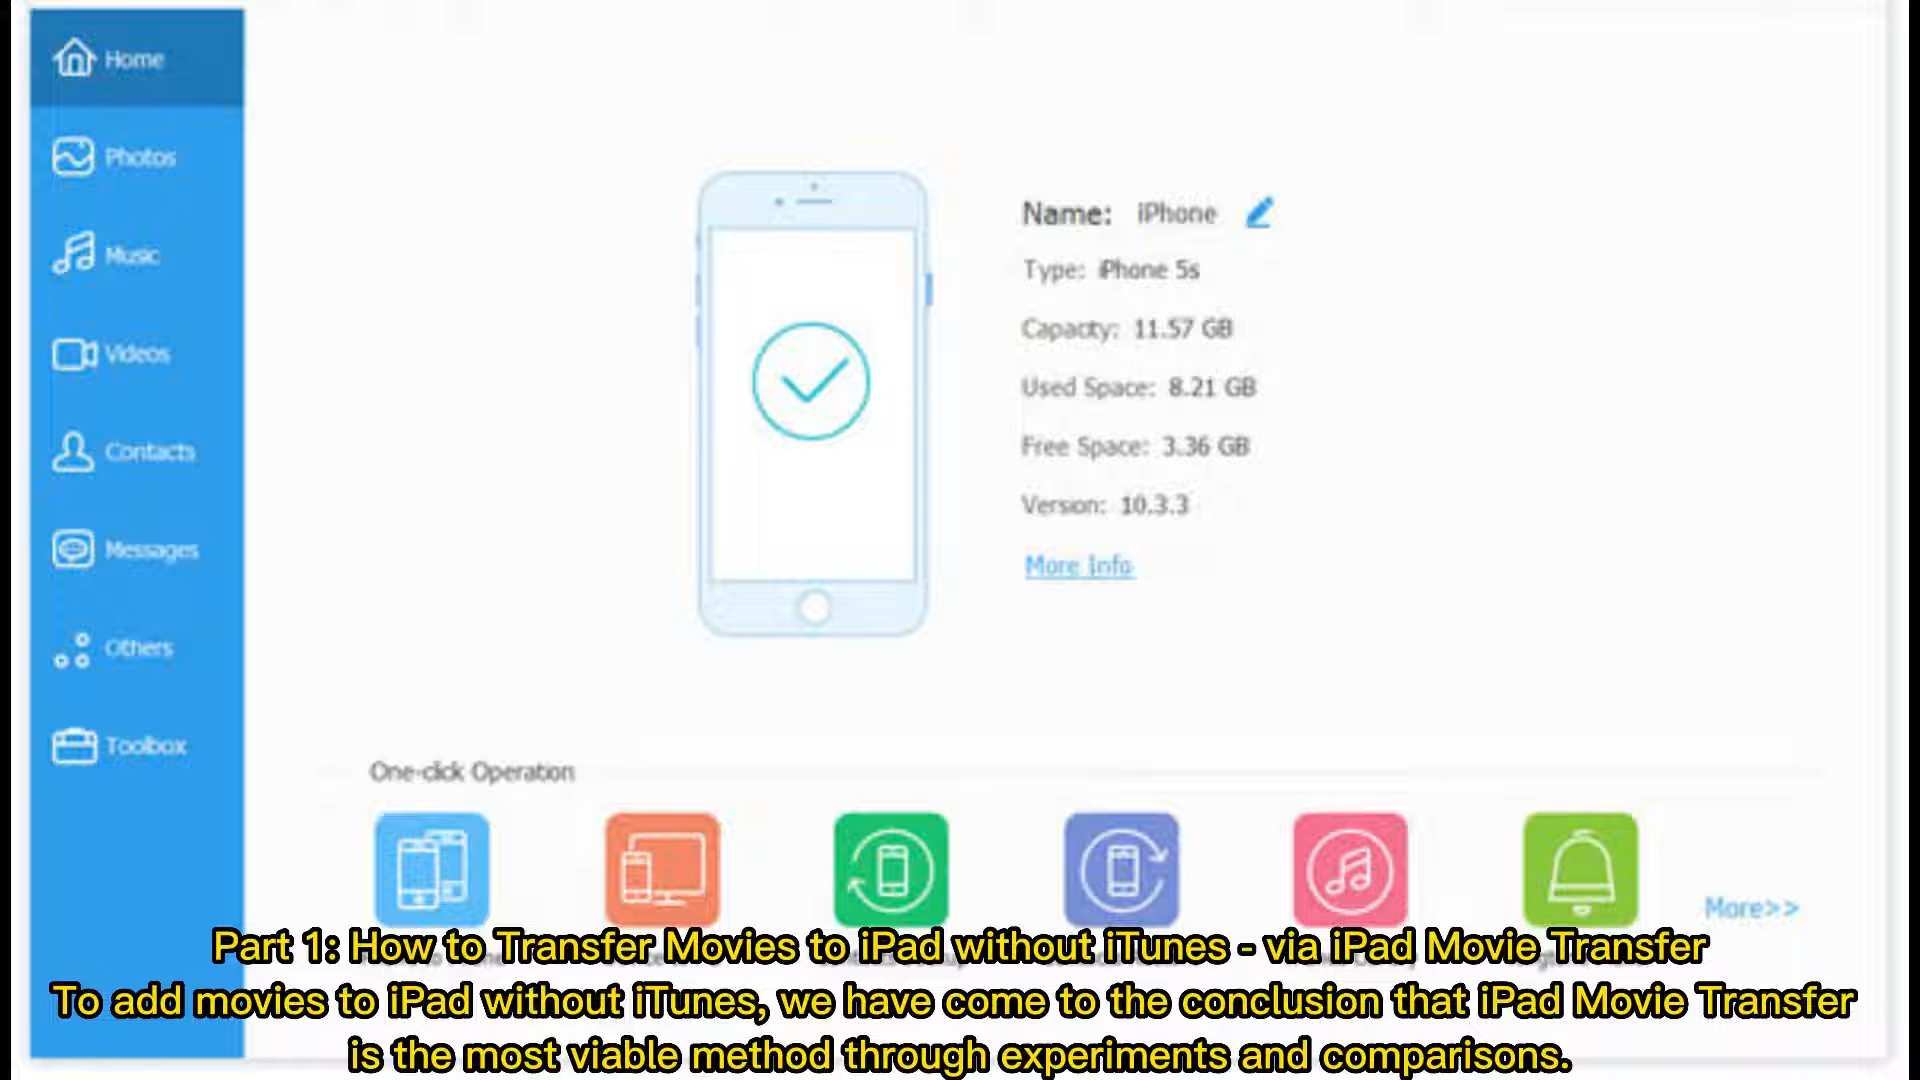 Home
Photos
Music
Videos
Contacts
Messages
Others
Toolbox
Name: iPhone
Type: iPhone 5s
Capacity: 11.57 GB
Used Space: 8.21 GB
Free Space: 3.36 GB
Version: 10.3.3
More Info
One-click Operation
More>>
Part 1: How to Transfer Movies to iPad without iTunes - via iPad Movie Transfer
To add movies to iPad without iTunes, we have come to the conclusion that iPad Movie Transfer
is the most viable method through experiments and comparisons.